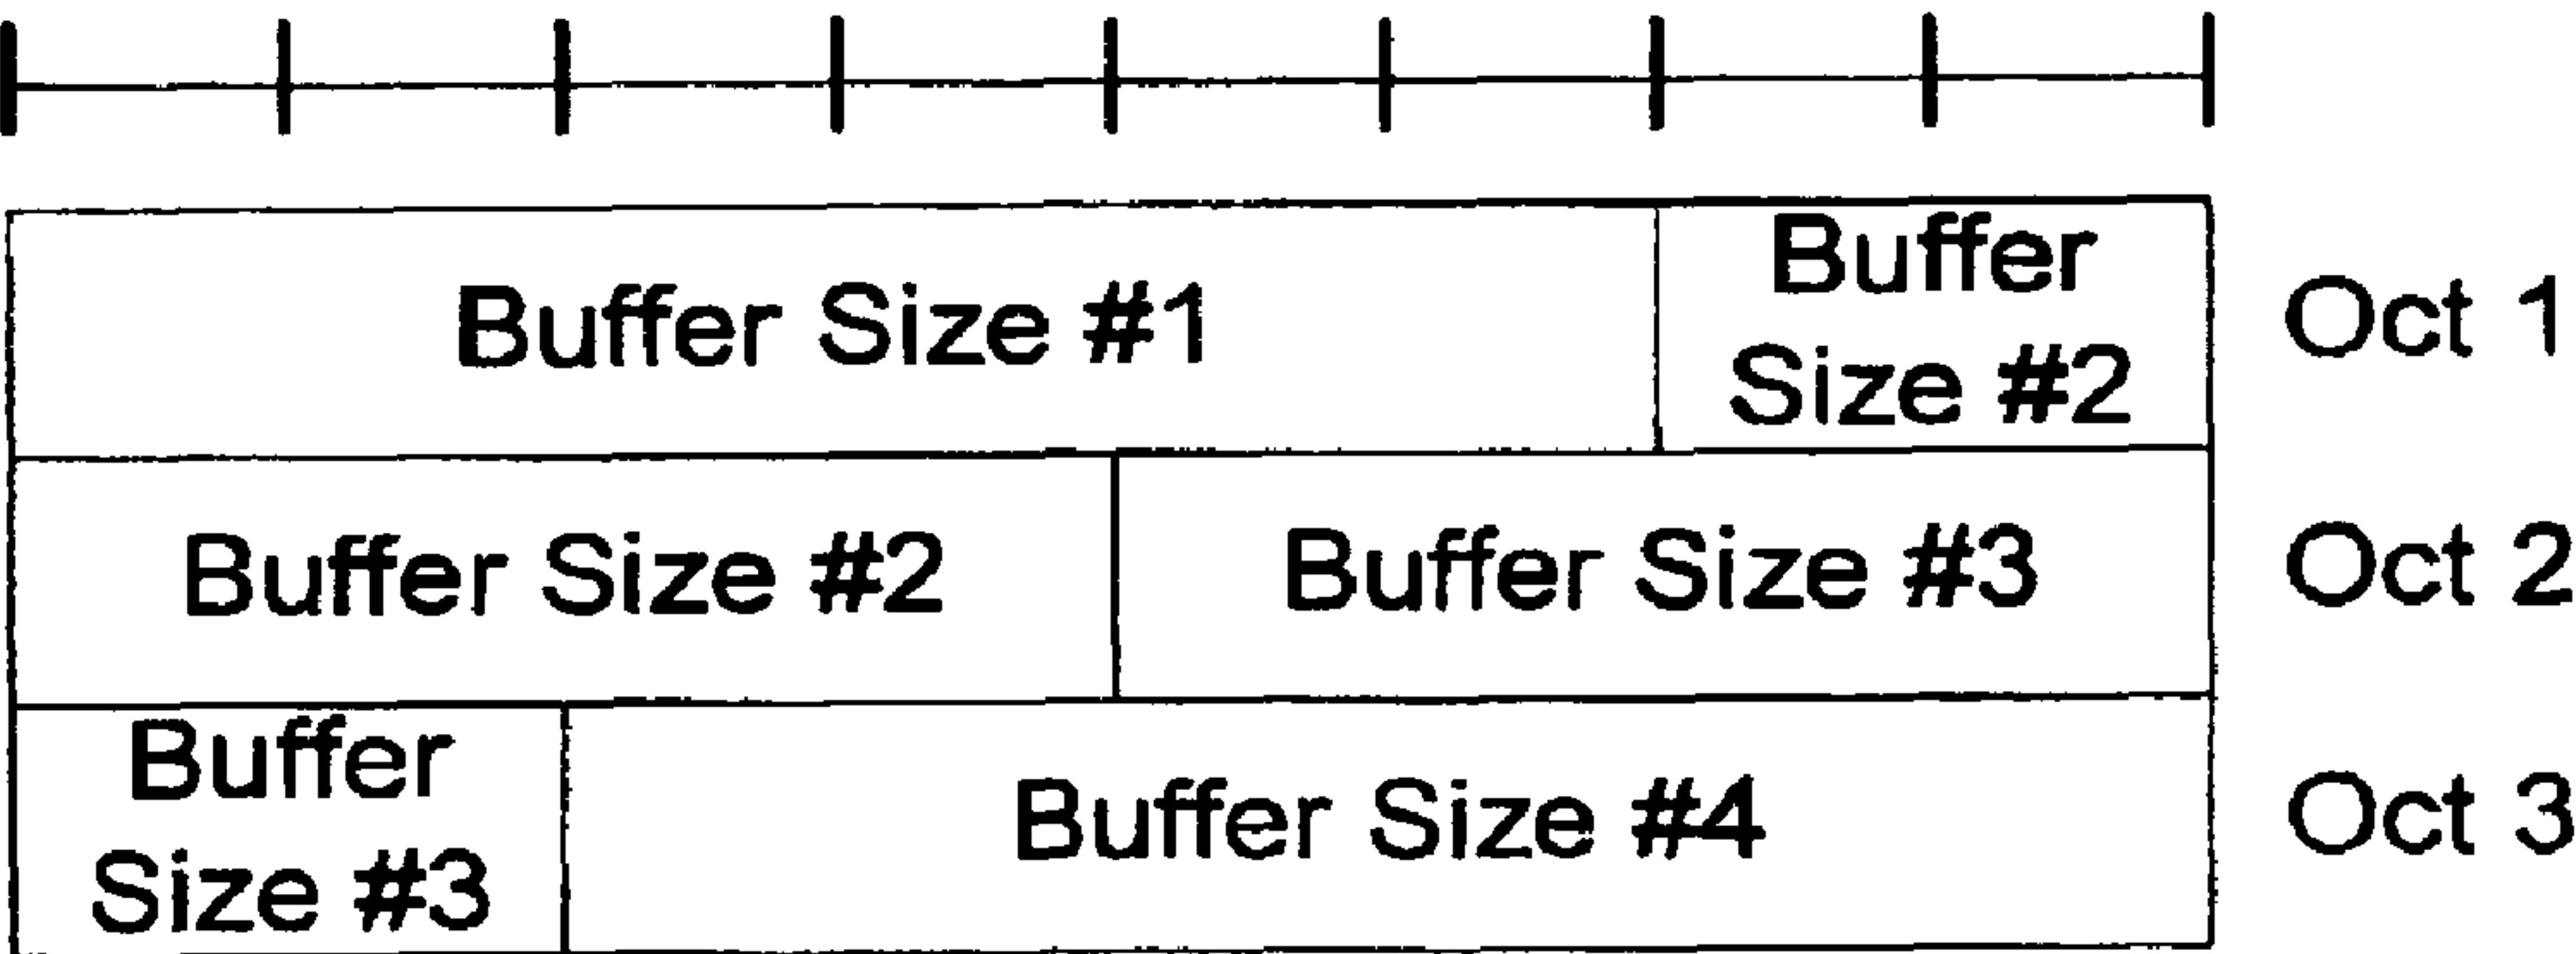 Buffer Size #1
Buffer
Size #2
Oct 1
Buffer Size #2
Buffer Size #3
Oct 2
Buffer
Size #3
Buffer Size #4
Oct 3